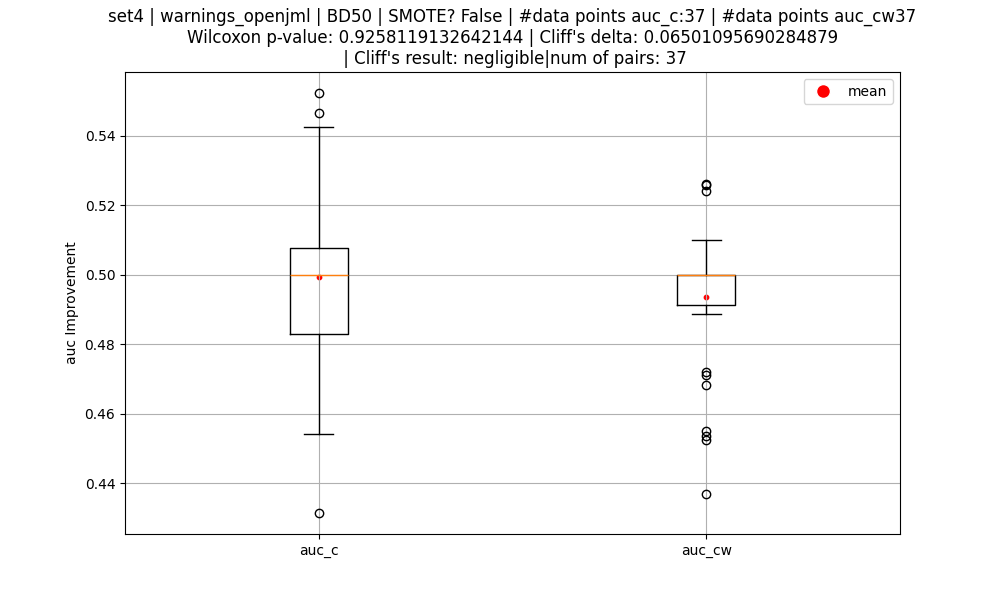 set4 | warnings_openjml | BD50 | SMOTE? False | #data points auc_c:37 | #data points auc_cw37
Wilcoxon p-value: 0.9258119132642144 | Cliff's delta: 0.06501095690284879
| Cliff's result: negligible|num of pairs: 37
mean
0.54
0.52
0.50
0.48
0.46
0.44
auc Improvement
auc_c
auc_cw